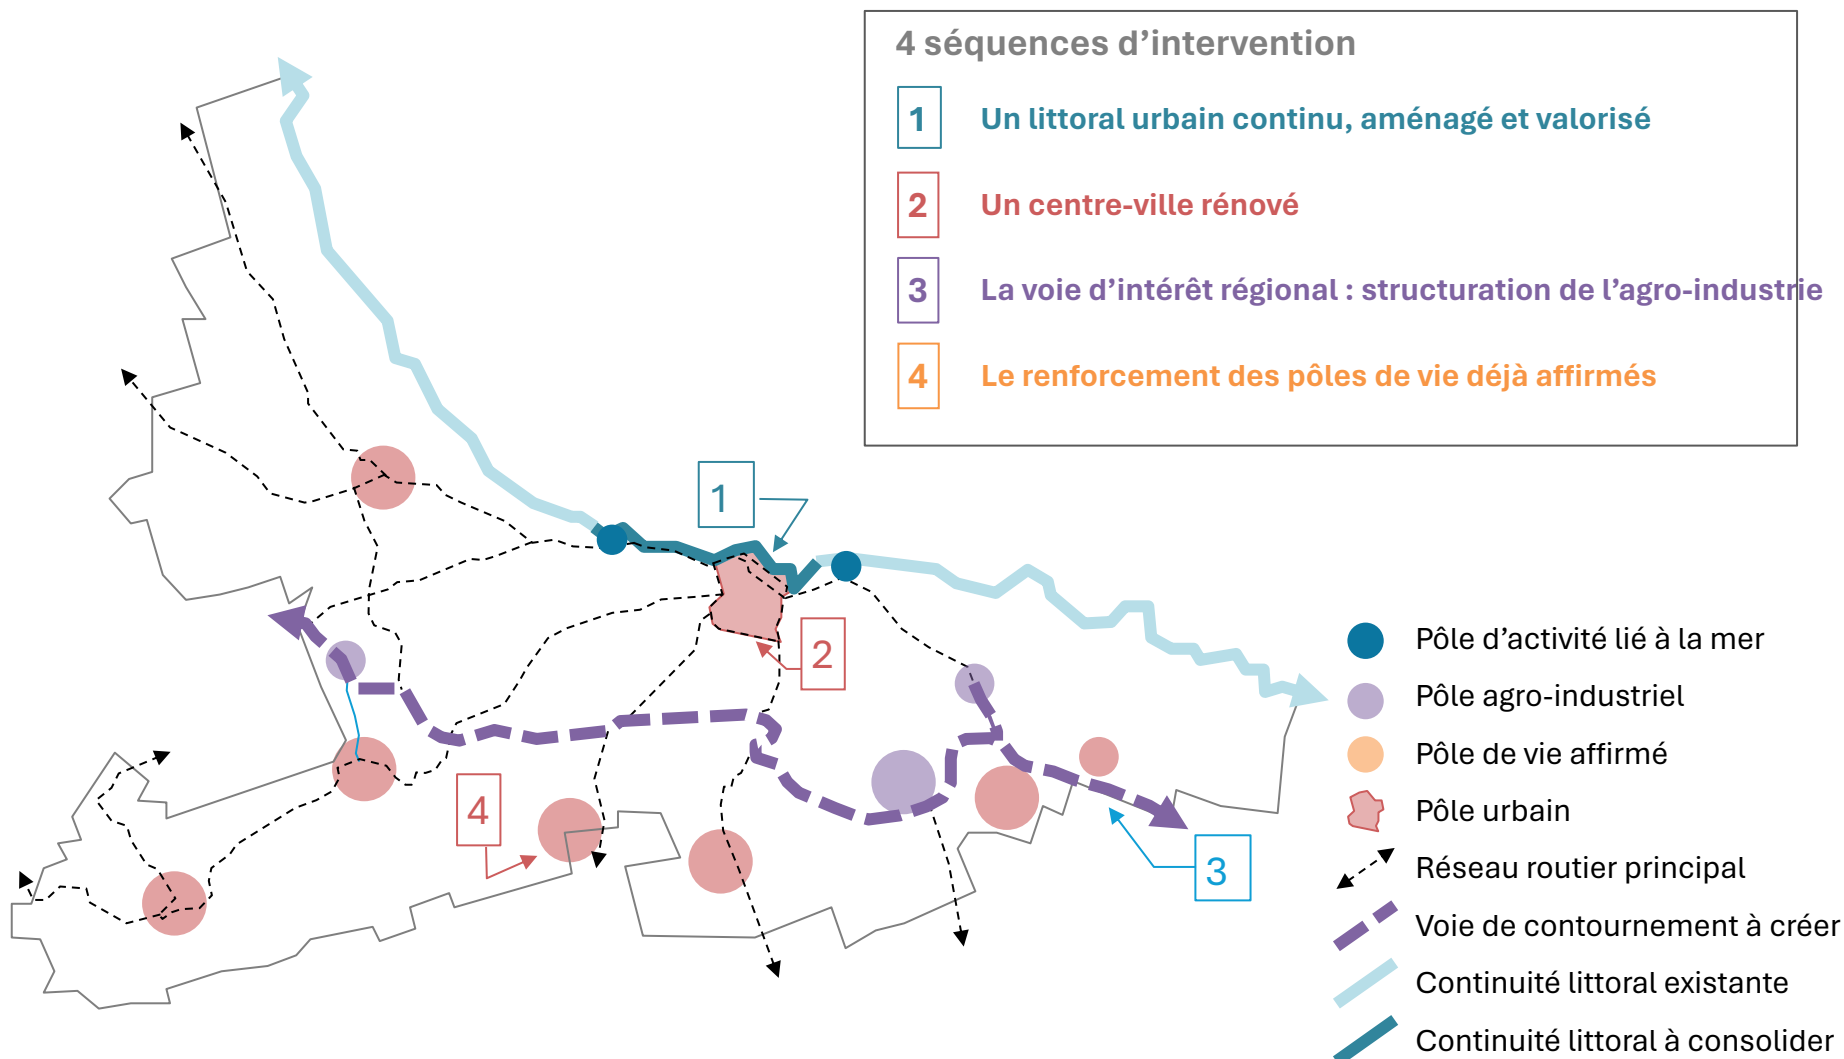 4 séquences d’intervention
1 Un littoral urbain continu, aménagé et valorisé
2 Un centre-ville rénové
3 La voie d’intérêt régional : structuration de l’agro-industrie
4 Le renforcement des pôles de vie déjà affirmés
1
2
4
3
Pôle d’activité lié à la mer
Pôle agro-industriel
Pôle de vie affirmé
Pôle urbain
Réseau routier principal
Voie de contournement à créer
Continuité littoral existante
Continuité littoral à consolider